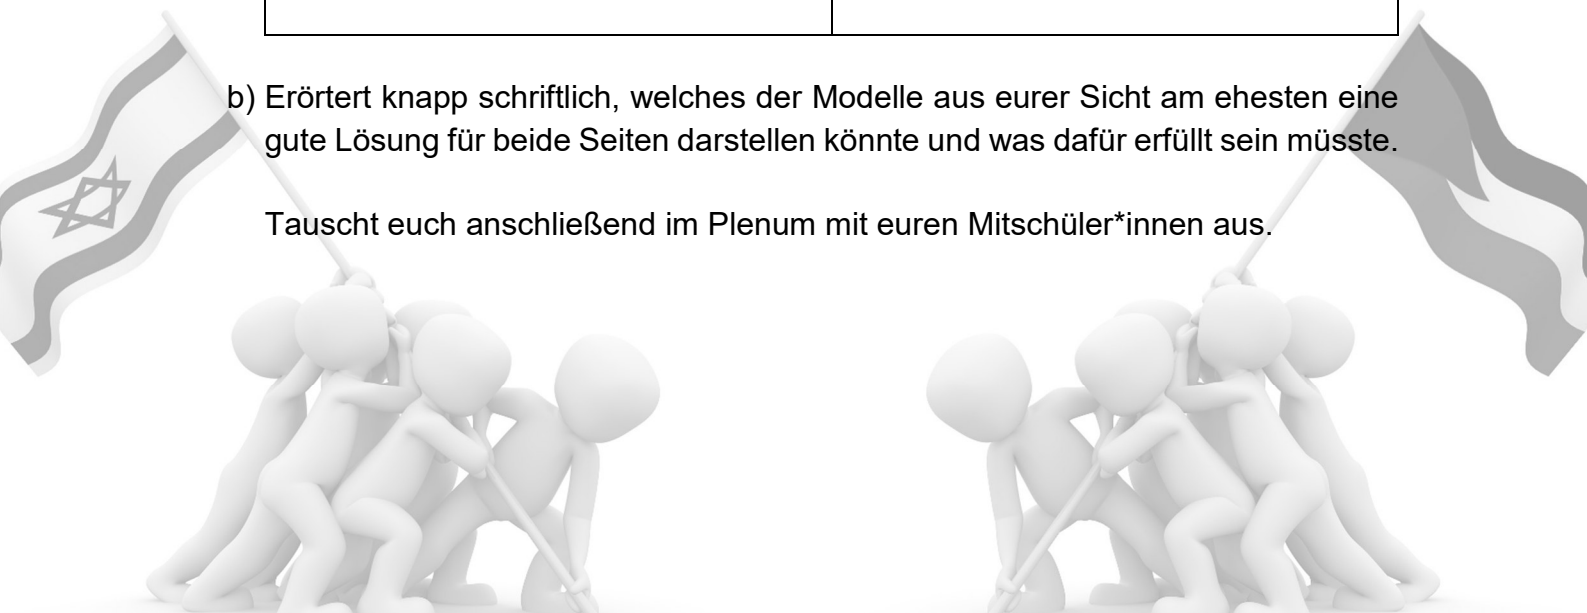 b) Erörtert knapp schriftlich, welches der Modelle aus eurer Sicht am ehesten eine
gute Lösung für beide Seiten darstellen könnte und was dafür erfüllt sein müsste.
Tauscht euch anschließend im Plenum mit euren Mitschüler*innen aus.